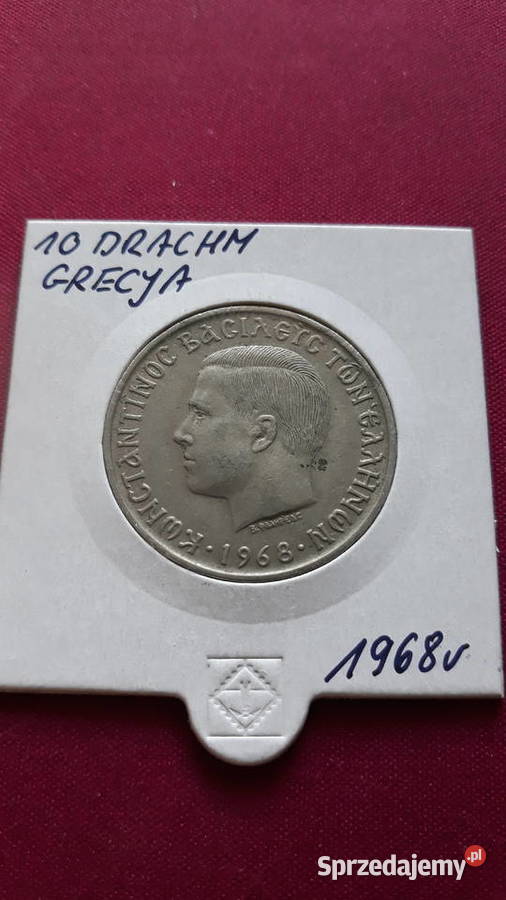 10 DRACHM
GRECYA
ΚΩΝΣΤΑΝΤΙΝΟΣ ΒΑϹΙΛΕΥϹ ΤΩΝ ΕΛΛΗΝΩΝ
· 1968 ·
1968r
Sprzedajemy.pl